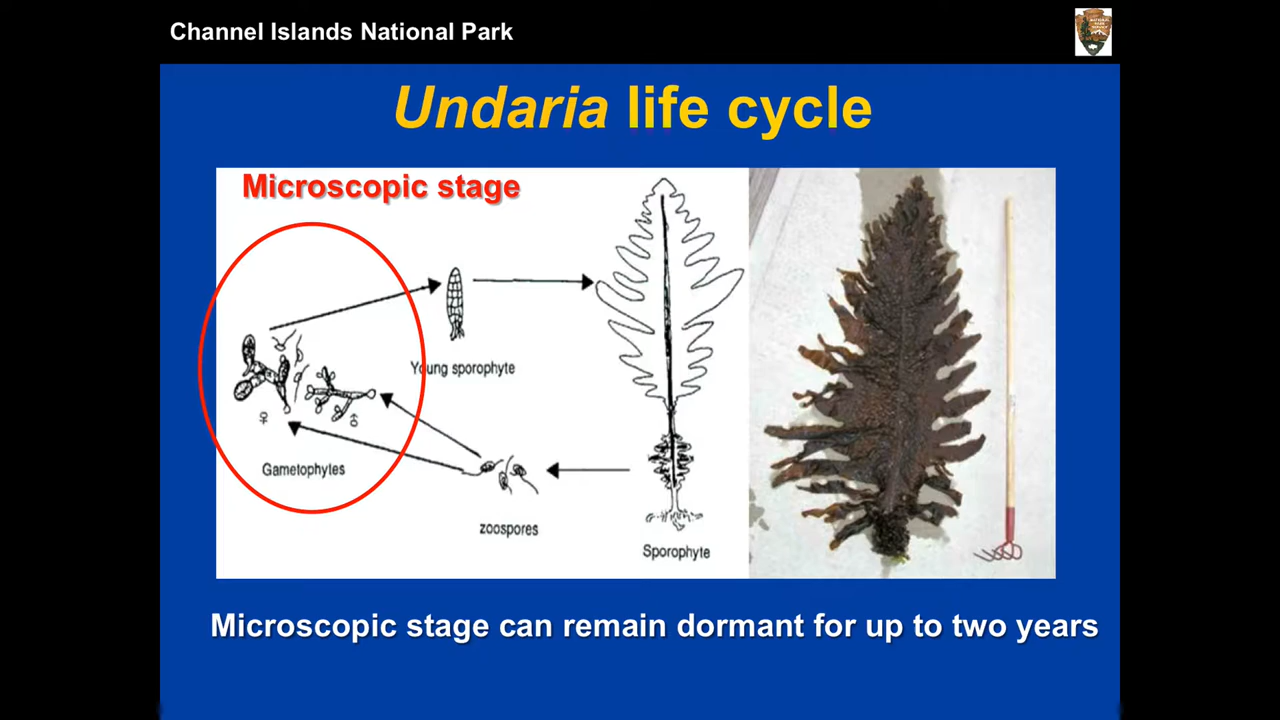 Channel Islands National Park
Undaria life cycle
Microscopic stage
Young sporophyte
♀
♂
Gametophytes
zoospores
Sporophyte
Microscopic stage can remain dormant for up to two years